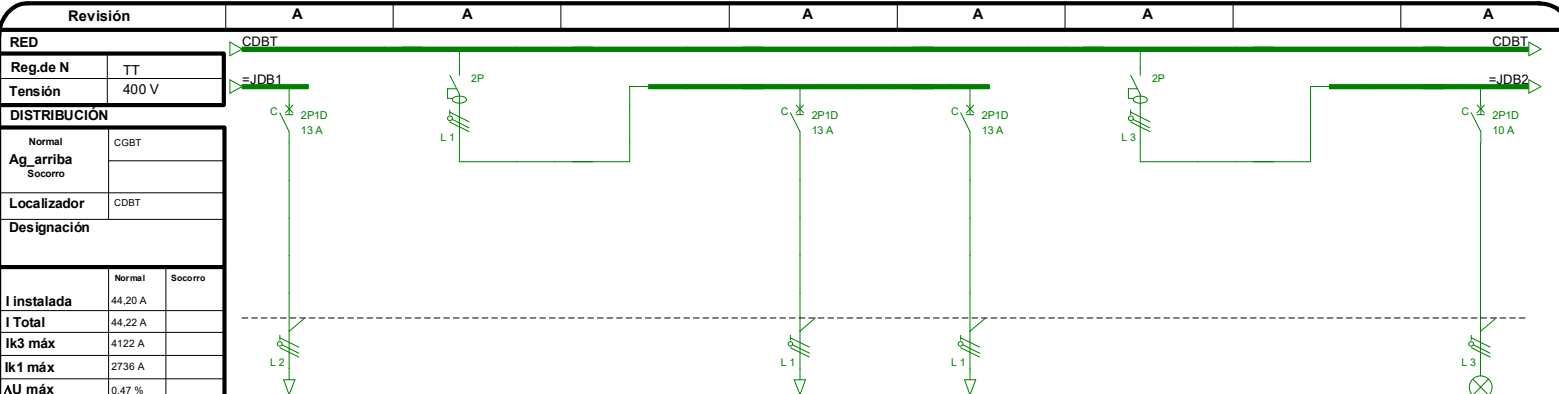 Revisión A A A A A A
RED
CDBT CDBT
Reg.de N TT
=JDB1 2P 2P =JDB2
Tensión 400 V
DISTRIBUCIÓN
C 2P1D C 2P1D C 2P1D C 2P1D
13 A 13 A 13 A 10 A
L 1 L 3
Normal CGBT
Ag_arriba
Socorro
Localizador CDBT
Designación
Normal Socorro
I instalada 44,20 A
I Total 44,22 A
Ik3 máx 4122 A
Ik1 máx 2736 A
L 2 L 1 L 1 L 3
ΔU máx 0,47 %